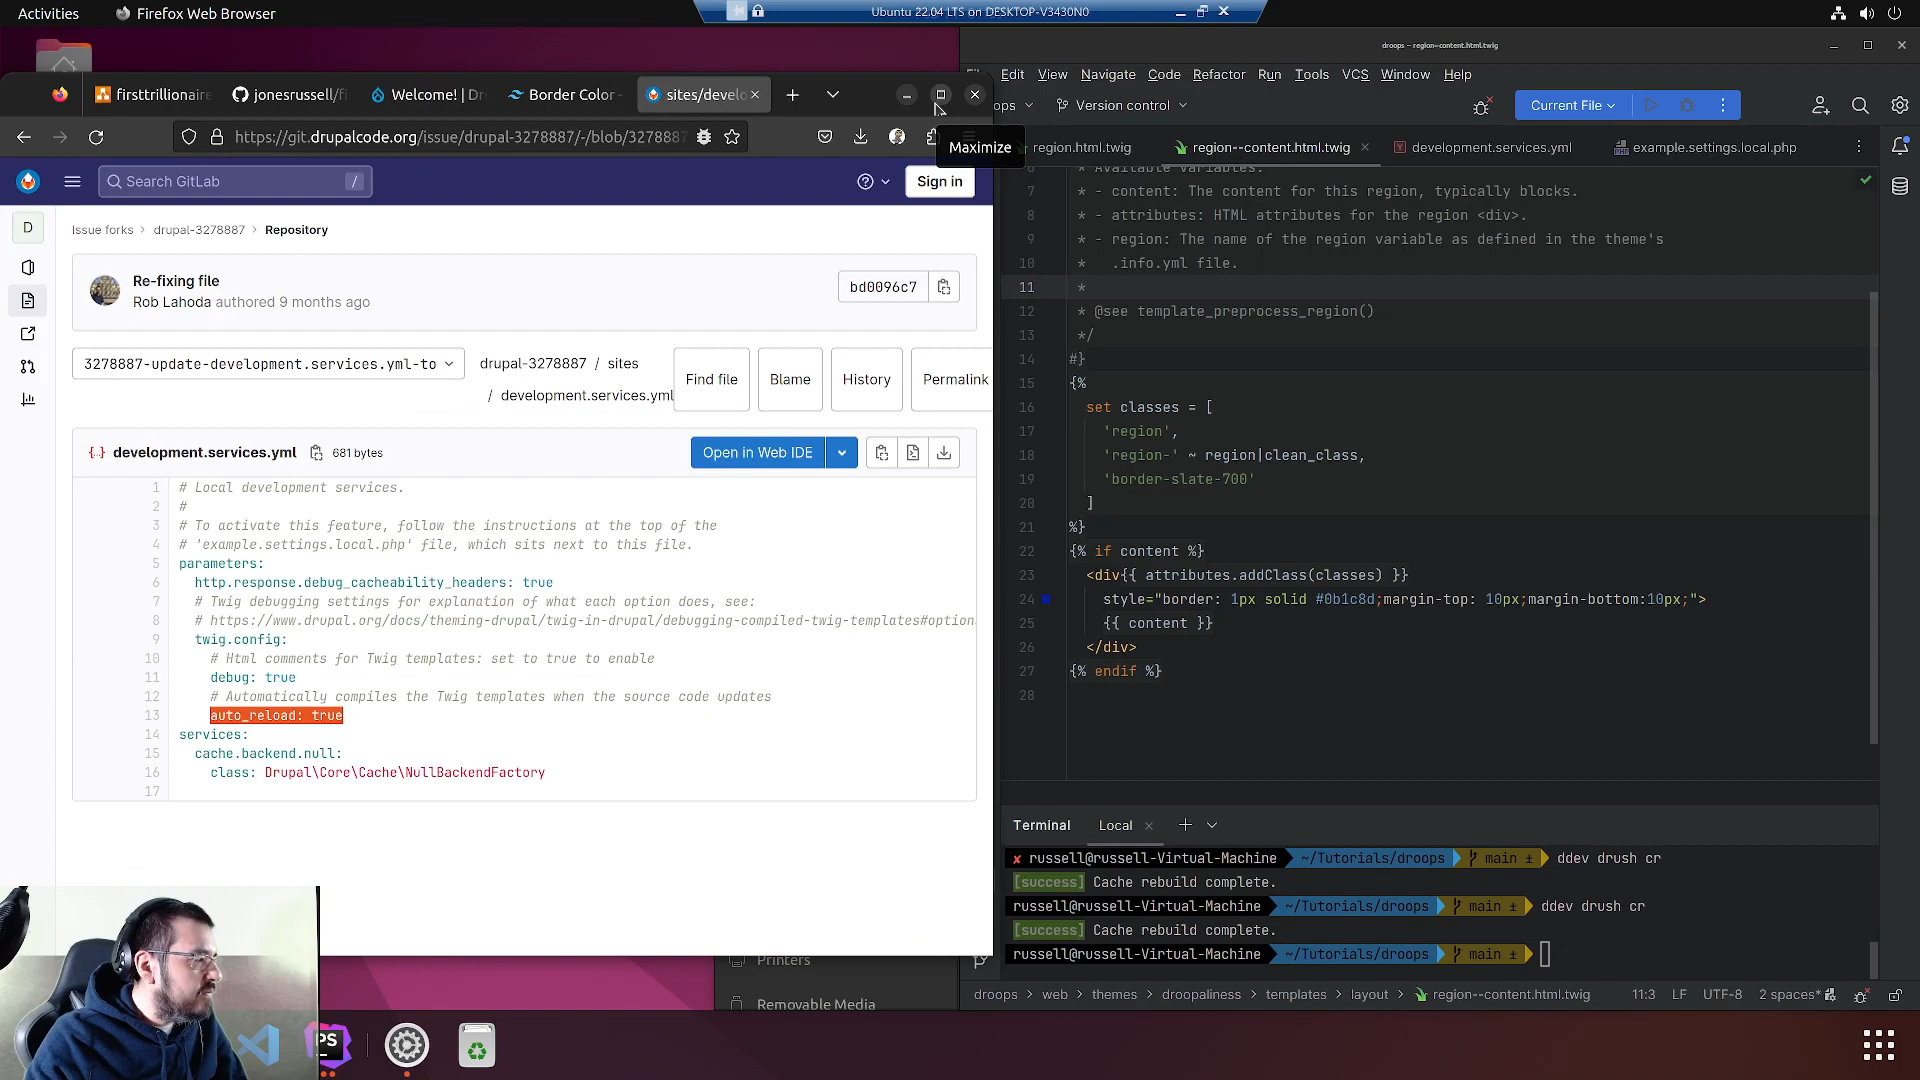 Activities
Firefox Web Browser
Ubuntu 22.04 LTS on DESKTOP-V3430N0
firsttrillionaire
jonesrussell/fi
Welcome! | Dr
Border Color -
sites/develo
https://git.drupalcode.org/issue/drupal-3278887/-/blob/3278887
Maximize
Search GitLab
/
Sign in
D
Issue forks › drupal-3278887 › Repository
Re-fixing file
Rob Lahoda authored 9 months ago
bd0096c7
3278887-update-development.services.yml-to
drupal-3278887 / sites
/ development.services.yml
Find file
Blame
History
Permalink
development.services.yml
681 bytes
Open in Web IDE
1 # Local development services.
2 #
3 # To activate this feature, follow the instructions at the top of the
4 # 'example.settings.local.php' file, which sits next to this file.
5 parameters:
6 http.response.debug_cacheability_headers: true
7 # Twig debugging settings for explanation of what each option does, see:
8 # https://www.drupal.org/docs/theming-drupal/twig-in-drupal/debugging-compiled-twig-templates#option
9 twig.config:
10 # Html comments for Twig templates: set to true to enable
11 debug: true
12 # Automatically compiles the Twig templates when the source code updates
13 auto_reload: true
14 services:
15 cache.backend.null:
16 class: Drupal\Core\Cache\NullBackendFactory
17
Printers
Removable Media
PS
droops – region--content.html.twig
Edit View Navigate Code Refactor Run Tools VCS Window Help
ops
Version control
Current File
region.html.twig
region--content.html.twig
development.services.yml
example.settings.local.php
7 * - content: The content for this region, typically blocks.
8 * - attributes: HTML attributes for the region <div>.
9 * - region: The name of the region variable as defined in the theme's
10 * .info.yml file.
11 *
12 * @see template_preprocess_region()
13 */
14 #}
15 {%
16 set classes = [
17 'region',
18 'region-' ~ region|clean_class,
19 'border-slate-700'
20 ]
21 %}
22 {% if content %}
23 <div{{ attributes.addClass(classes) }}
24 style="border: 1px solid #0b1c8d;margin-top: 10px;margin-bottom:10px;">
25 {{ content }}
26 </div>
27 {% endif %}
28
Terminal
Local
✘ russell@russell-Virtual-Machine ~/Tutorials/droops main ± ddev drush cr
[success] Cache rebuild complete.
russell@russell-Virtual-Machine ~/Tutorials/droops main ± ddev drush cr
[success] Cache rebuild complete.
russell@russell-Virtual-Machine ~/Tutorials/droops main ±
droops › web › themes › droopaliness › templates › layout › region--content.html.twig
11:3 LF UTF-8 2 spaces*